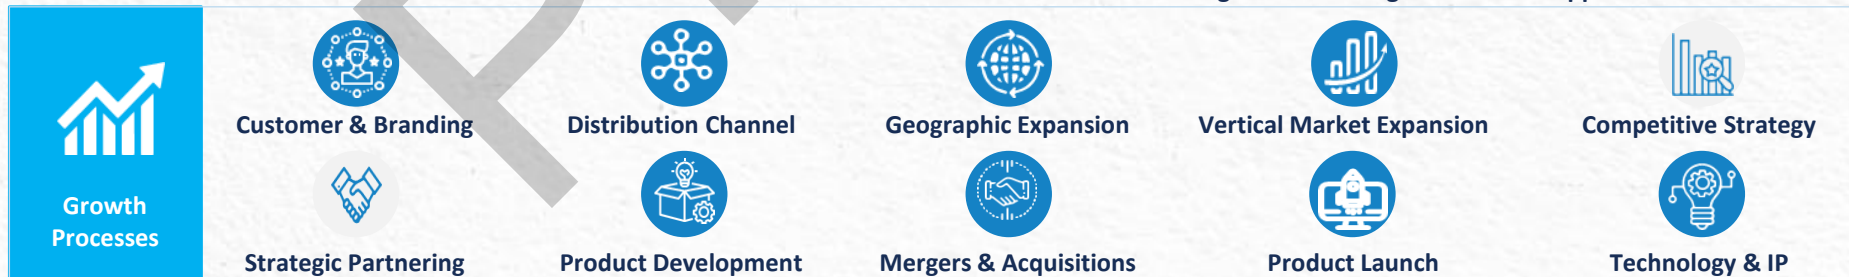 Customer & Branding
Distribution Channel
Geographic Expansion
Vertical Market Expansion
Competitive Strategy
Growth
Processes
Strategic Partnering
Product Development
Mergers & Acquisitions
Product Launch
Technology & IP